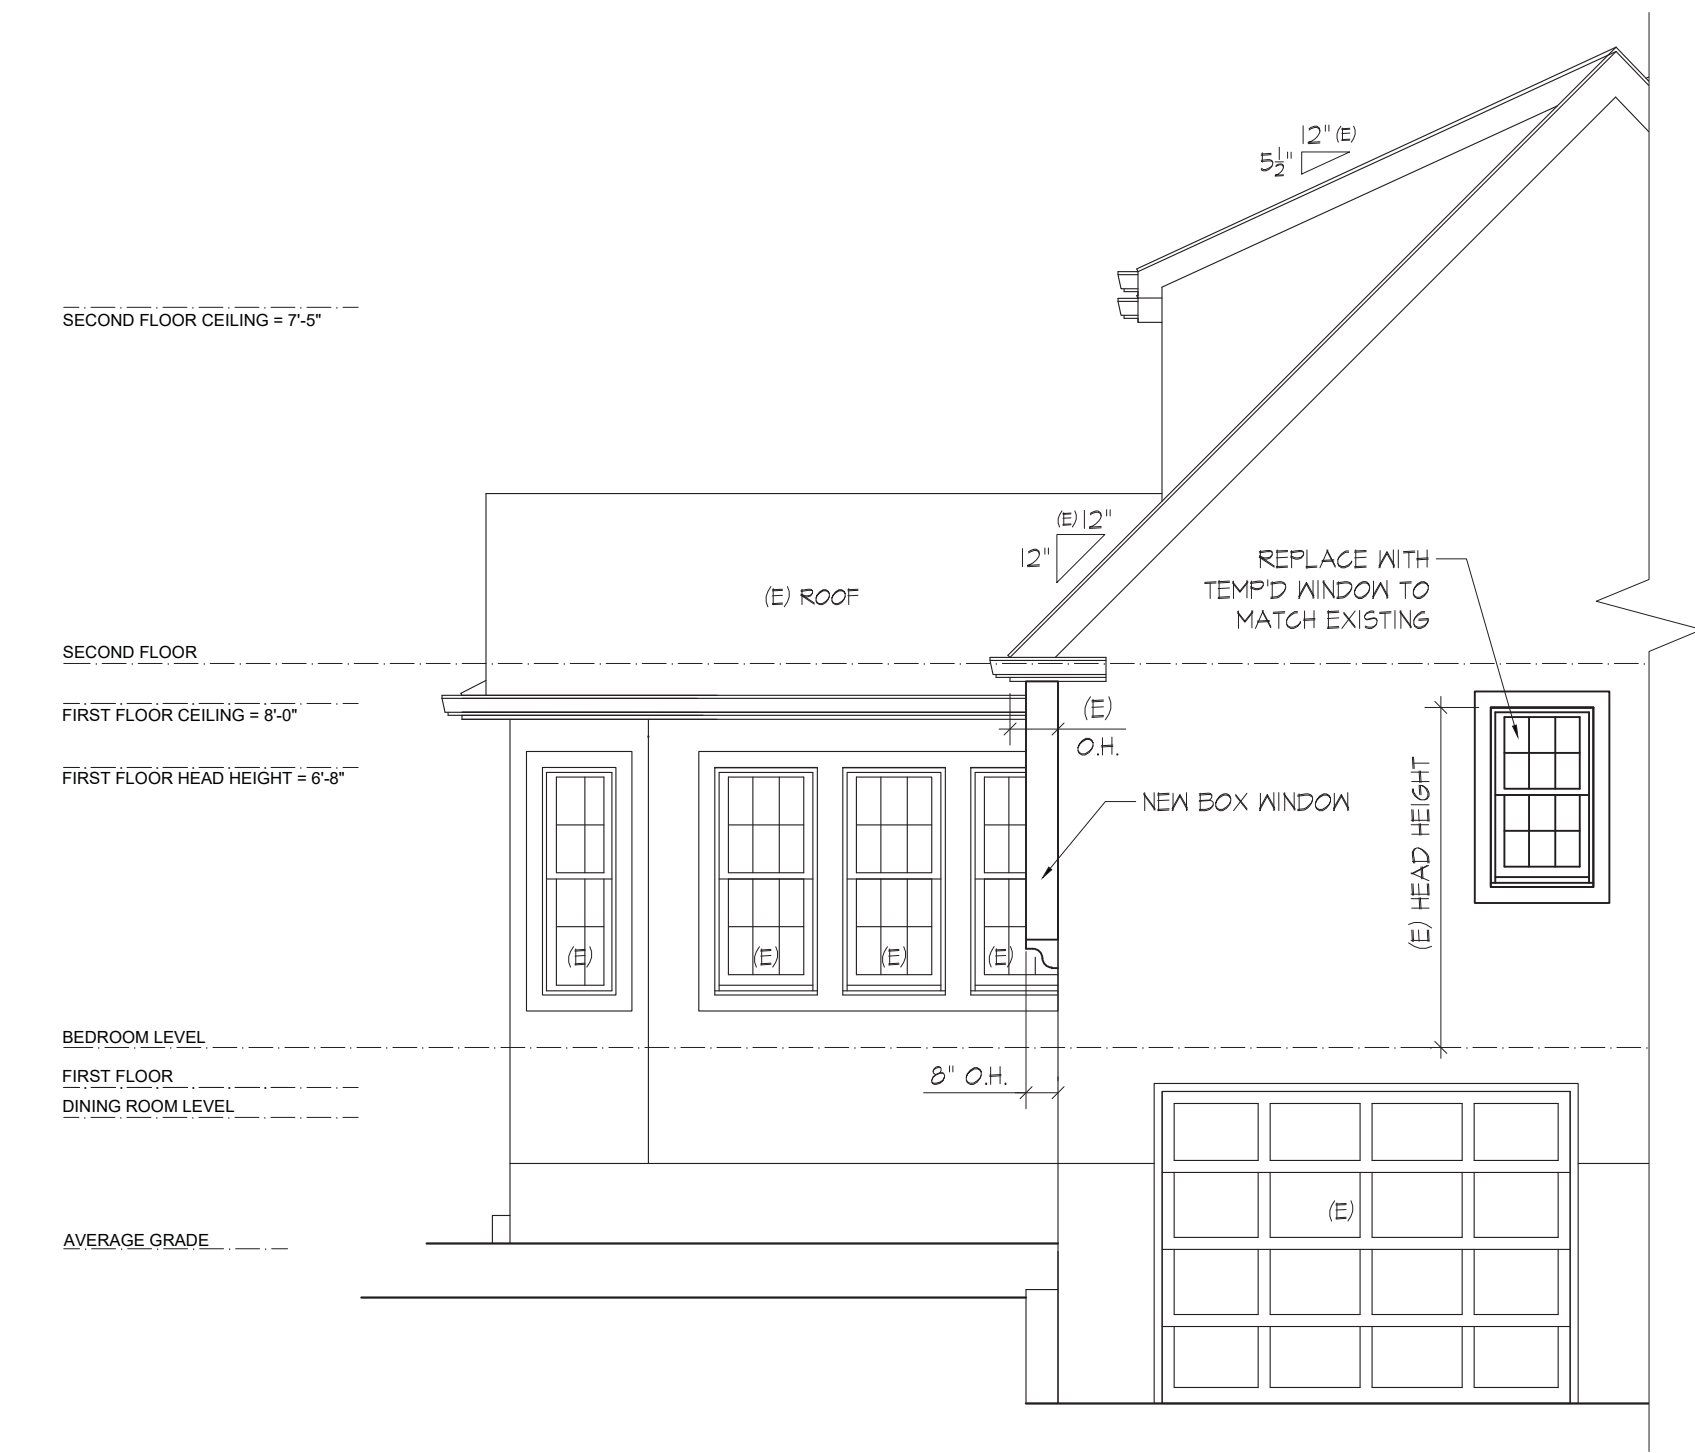 12" (E)
5 1/2"
SECOND FLOOR CEILING = 7'-5"
(E) 12"
12"
REPLACE WITH
TEMP'D WINDOW TO
MATCH EXISTING
(E) ROOF
SECOND FLOOR
FIRST FLOOR CEILING = 8'-0"
(E)
O.H.
FIRST FLOOR HEAD HEIGHT = 6'-8"
NEW BOX WINDOW
(E) HEAD HEIGHT
(E)
(E)
(E)
(E)
BEDROOM LEVEL
FIRST FLOOR
8" O.H.
DINING ROOM LEVEL
(E)
AVERAGE GRADE